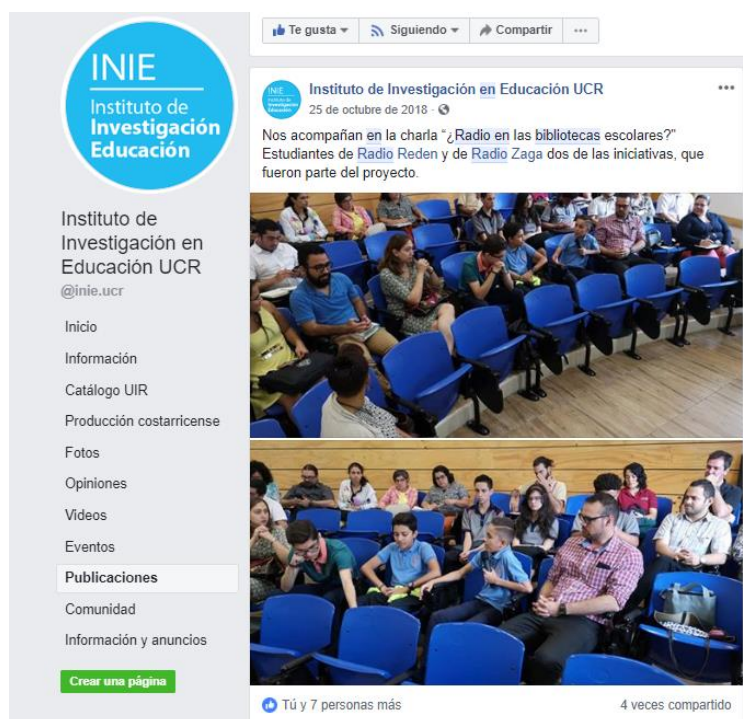 Te gusta Siguiendo Compartir ...
INIE
Instituto de
Investigación
Educación
Instituto de
Investigación en
Educación UCR
@inie.ucr
Inicio
Información
Catálogo UIR
Producción costarricense
Fotos
Opiniones
Videos
Eventos
Publicaciones
Comunidad
Información y anuncios
Crear una página
INIE
Instituto de Investigación en Educación UCR
25 de octubre de 2018 ·
Nos acompañan en la charla “¿Radio en las bibliotecas escolares?”
Estudiantes de Radio Reden y de Radio Zaga dos de las iniciativas, que
fueron parte del proyecto.
Tú y 7 personas más
4 veces compartido